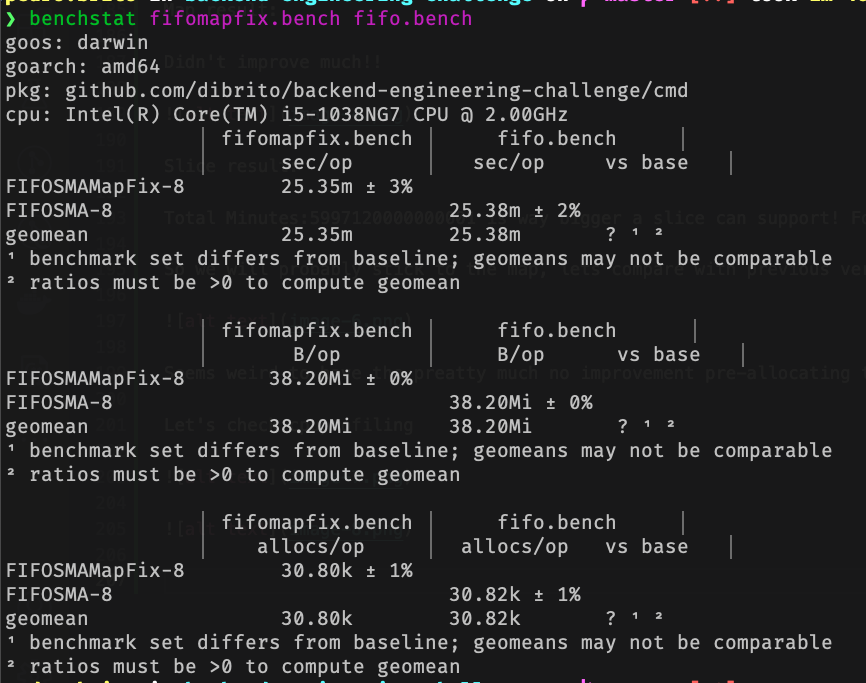 ❯ benchstat fifomapfix.bench fifo.bench
goos: darwin
goarch: amd64
Didn't improve much!!
pkg: github.com/dibrito/backend-engineering-challenge/cmd
cpu: Intel(R) Core(TM) i5-1038NG7 CPU @ 2.00GHz
│ fifomapfix.bench │ fifo.bench │
│ sec/op │ sec/op vs base │
FIFOSMAMapFix-8 25.35m ± 3%
FIFOSMA-8 25.38m ± 2%
geomean 25.35m 25.38m ? ¹ ²
¹ benchmark set differs from baseline; geomeans may not be comparable
² ratios must be >0 to compute geomean
│ fifomapfix.bench │ fifo.bench │
│ B/op │ B/op vs base │
FIFOSMAMapFix-8 38.20Mi ± 0%
FIFOSMA-8 38.20Mi ± 0%
geomean 38.20Mi 38.20Mi ? ¹ ²
¹ benchmark set differs from baseline; geomeans may not be comparable
² ratios must be >0 to compute geomean
│ fifomapfix.bench │ fifo.bench │
│ allocs/op │ allocs/op vs base │
FIFOSMAMapFix-8 30.80k ± 1%
FIFOSMA-8 30.82k ± 1%
geomean 30.80k 30.82k ? ¹ ²
¹ benchmark set differs from baseline; geomeans may not be comparable
² ratios must be >0 to compute geomean